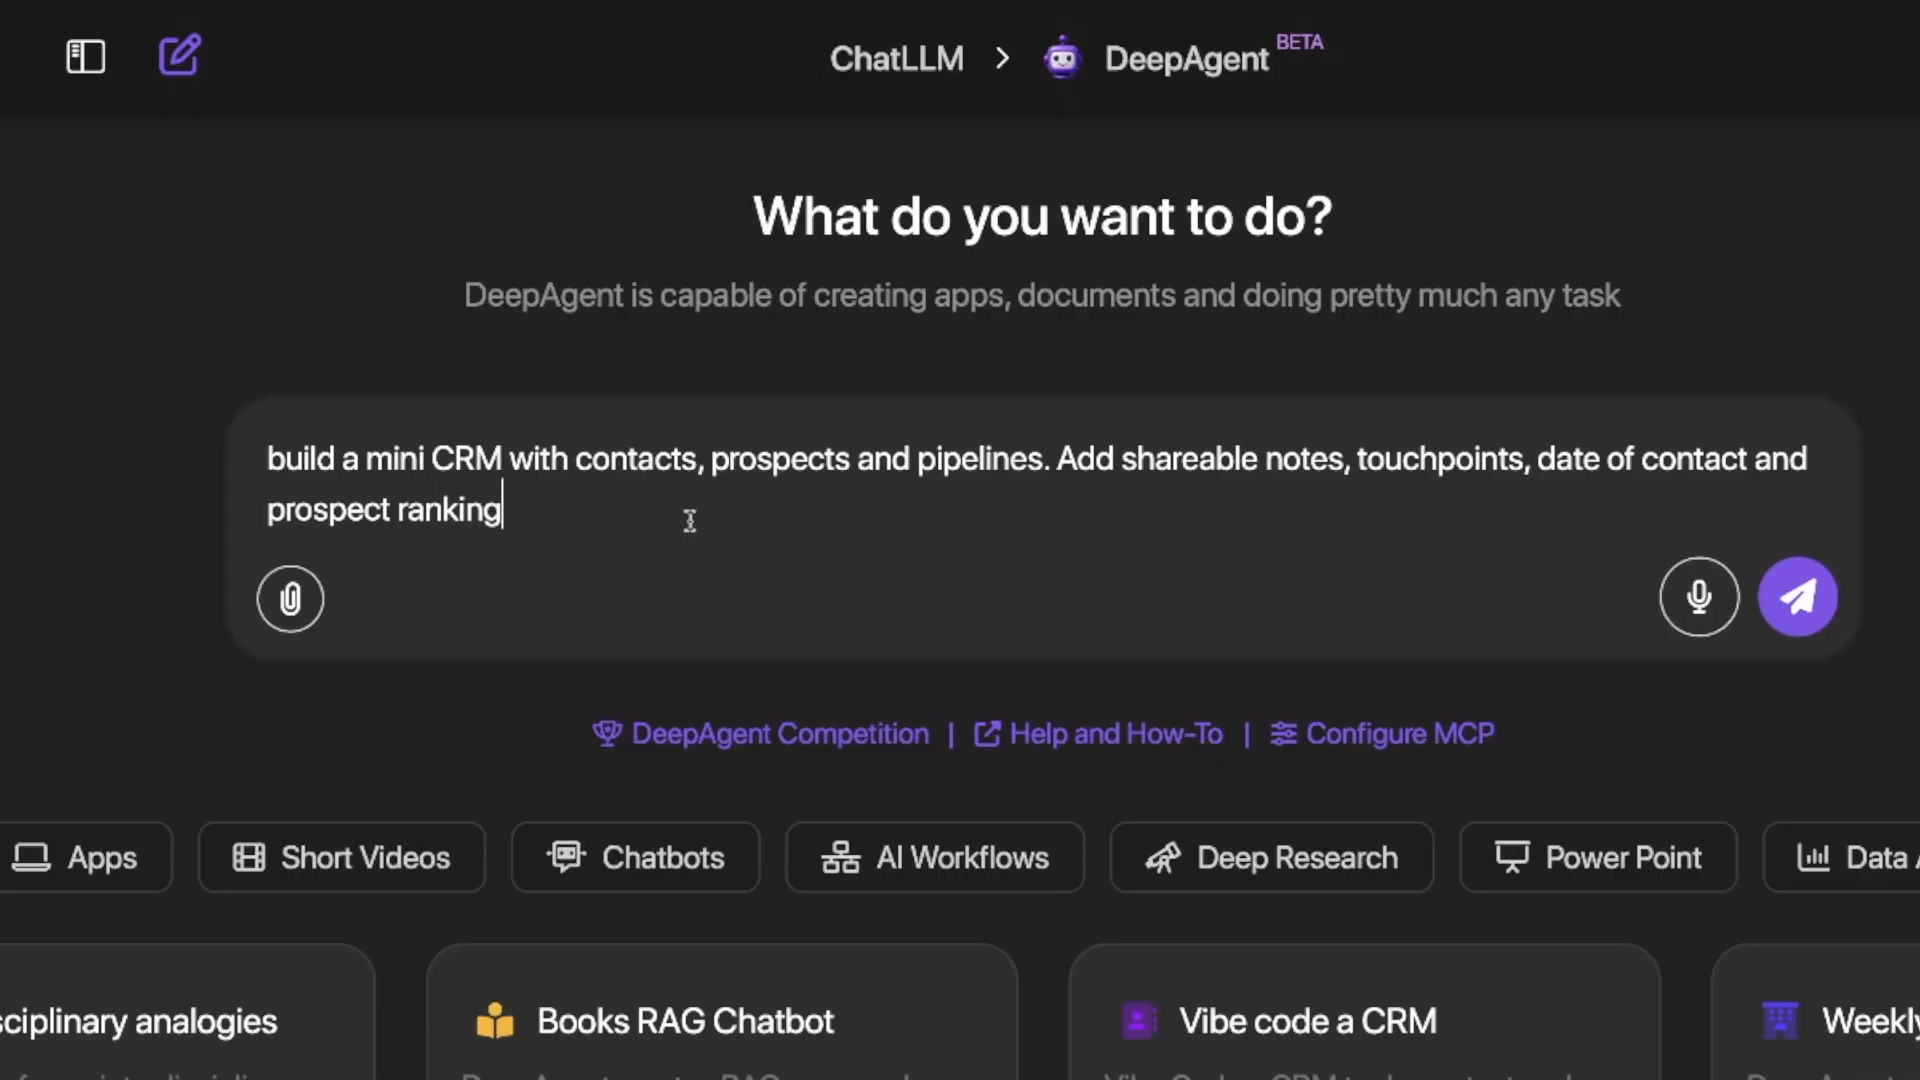 ChatLLM > DeepAgent BETA
What do you want to do?
DeepAgent is capable of creating apps, documents and doing pretty much any task
build a mini CRM with contacts, prospects and pipelines. Add shareable notes, touchpoints, date of contact and
prospect ranking
DeepAgent Competition | Help and How-To | Configure MCP
Apps Short Videos Chatbots AI Workflows Deep Research Power Point Data
analogies Books RAG Chatbot Vibe code a CRM Weekly